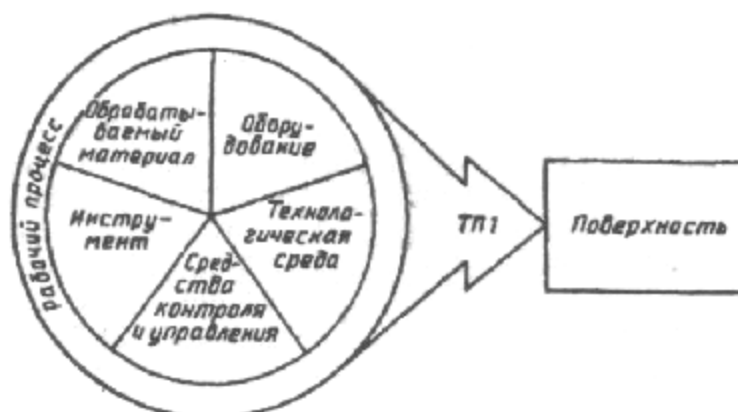 рабочий процесс
Обрабаты-
ваемый
материал
Обору-
дование
Инстру-
мент
Техноло-
гическая
среда
Сред-
ства
контроля
и управления
ТП1
Поверхность